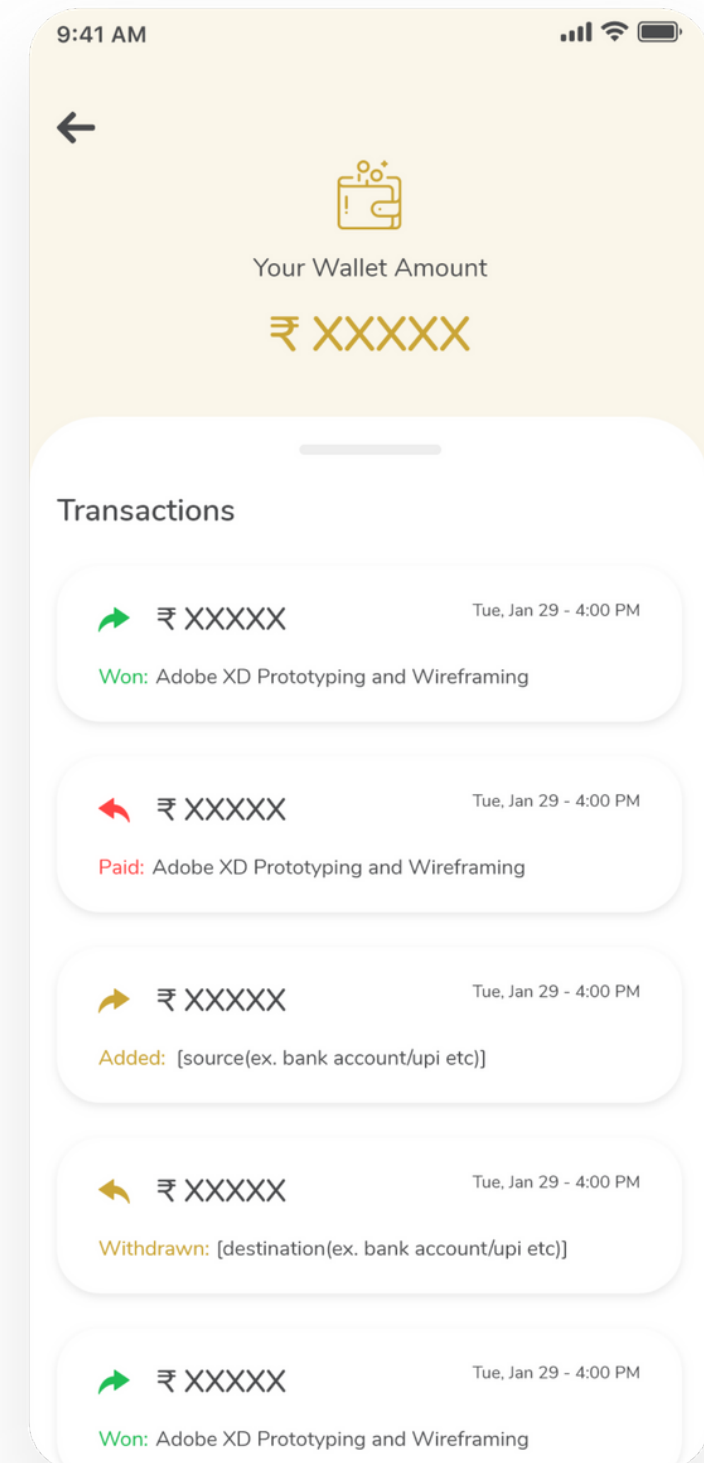 9:41 AM
Your Wallet Amount
₹ XXXXX
Transactions
₹ XXXXX Tue, Jan 29 - 4:00 PM
Won: Adobe XD Prototyping and Wireframing
₹ XXXXX Tue, Jan 29 - 4:00 PM
Paid: Adobe XD Prototyping and Wireframing
₹ XXXXX Tue, Jan 29 - 4:00 PM
Added: [source(ex. bank account/upi etc)]
₹ XXXXX Tue, Jan 29 - 4:00 PM
Withdrawn: [destination(ex. bank account/upi etc)]
₹ XXXXX Tue, Jan 29 - 4:00 PM
Won: Adobe XD Prototyping and Wireframing